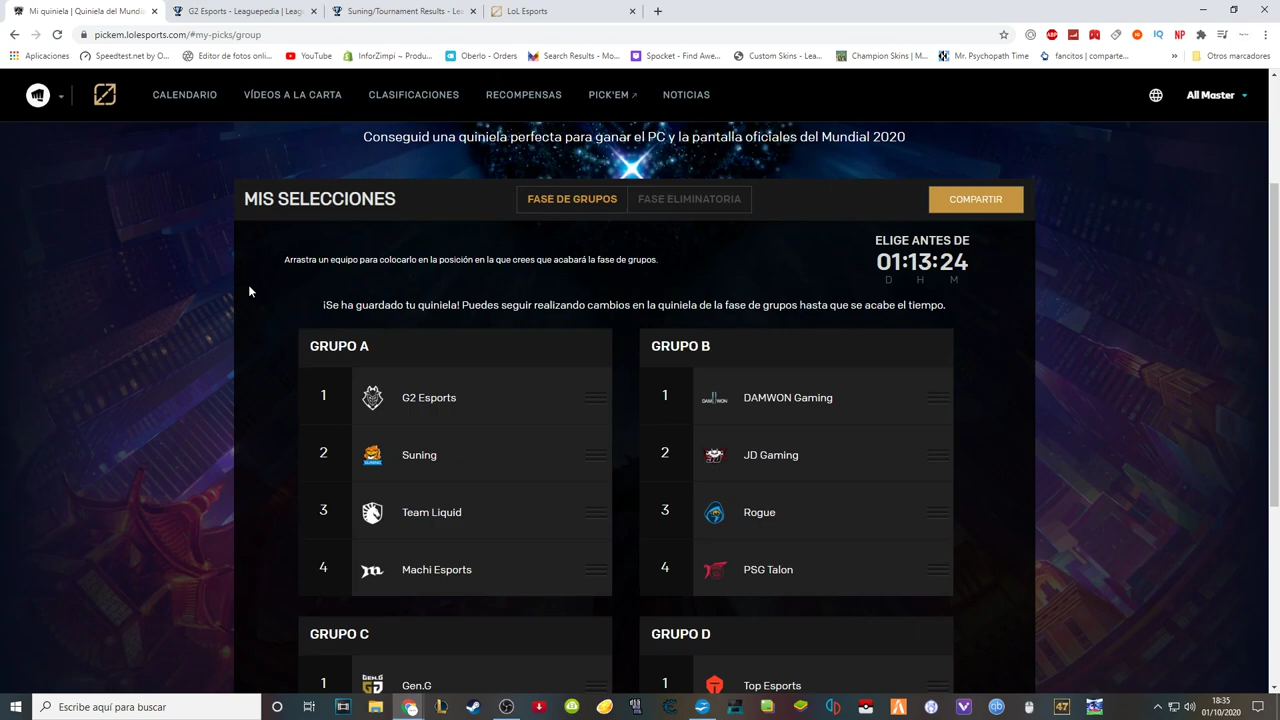 Mi quiniela | Quiniela del Mundial
G2 Esports - Leaguepedia | Leag
Suning/Tournament Results - Lea
LoL Esports
pickem.lolesports.com/#my-picks/group
Aplicaciones
Speedtest.net by O...
Editor de fotos onli...
YouTube
InforZimpi ~ Produ...
Oberlo - Orders
Search Results - Mo...
Spocket - Find Awe...
Custom Skins - Lea...
Champion Skins | M...
Mr. Psychopath Time
fancitos | comparte...
Otros marcadores
CALENDARIO
VÍDEOS A LA CARTA
CLASIFICACIONES
RECOMPENSAS
PICK'EM
NOTICIAS
All Master
Conseguid una quiniela perfecta para ganar el PC y la pantalla oficiales del Mundial 2020
MIS SELECCIONES
FASE DE GRUPOS
FASE ELIMINATORIA
COMPARTIR
ELIGE ANTES DE
01:13:24
D H M
Arrastra un equipo para colocarlo en la posición en la que crees que acabará la fase de grupos.
¡Se ha guardado tu quiniela! Puedes seguir realizando cambios en la quiniela de la fase de grupos hasta que se acabe el tiempo.
GRUPO A
1 G2 Esports
2 Suning
3 Team Liquid
4 Machi Esports
GRUPO B
1 DAMWON Gaming
2 JD Gaming
3 Rogue
4 PSG Talon
GRUPO C
1 Gen.G
GRUPO D
1 Top Esports
Escribe aquí para buscar
18:35
01/10/2020